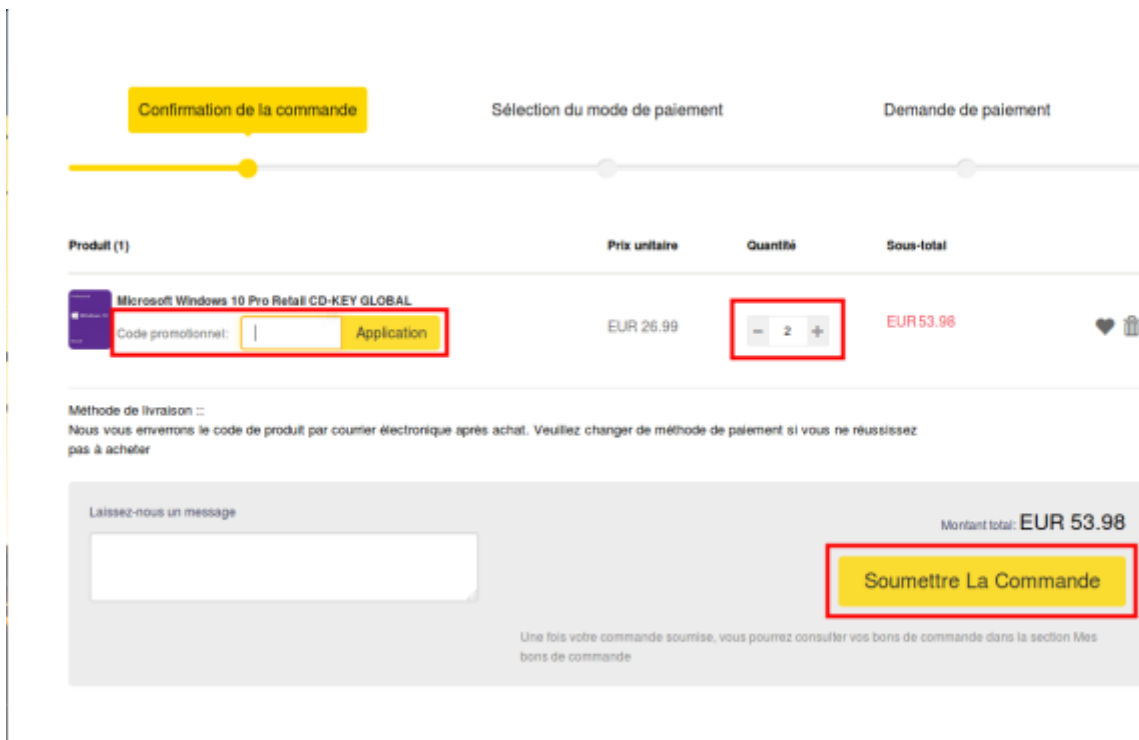 Confirmation de la commande
Sélection du mode de paiement
Demande de paiement
Produit (1)
Prix unitaire
Quantité
Sous-total
Microsoft Windows 10 Pro Retail CD-KEY GLOBAL
Code promotionnel:
Application
EUR 26.99
− 2 +
EUR 53.98
Méthode de livraison :::
Nous vous enverrons le code de produit par courrier électronique après achat. Veuillez changer de méthode de paiement si vous ne réussissez
pas à acheter
Laissez-nous un message
Montant total: EUR 53.98
Soumettre La Commande
Une fois votre commande soumise, vous pourrez consulter vos bons de commande dans la section Mes
bons de commande